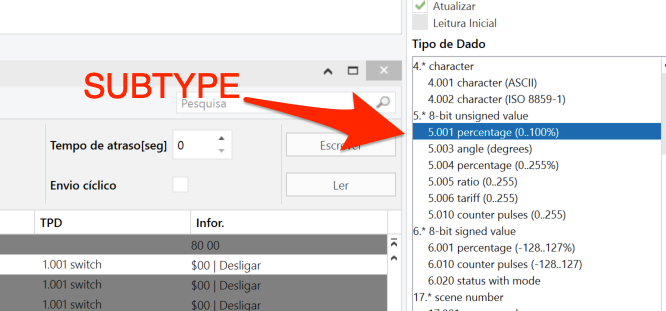 Atualizar
Leitura Inicial
Tipo de Dado
4.* character
4.001 character (ASCII)
4.002 character (ISO 8859-1)
5.* 8-bit unsigned value
5.001 percentage (0..100%)
5.003 angle (degrees)
5.004 percentage (0..255%)
5.005 ratio (0..255)
5.006 tariff (0..255)
5.010 counter pulses (0..255)
6.* 8-bit signed value
6.001 percentage (-128..127%)
6.010 counter pulses (-128..127)
6.020 status with mode
17.* scene number
SUBTYPE
Pesquisa
Tempo de atraso[seg] 0
Escrever
Envio cíclico
Ler
TPD Infor.
80 00
1.001 switch $00 | Desligar
1.001 switch $00 | Desligar
1.001 switch $00 | Desligar